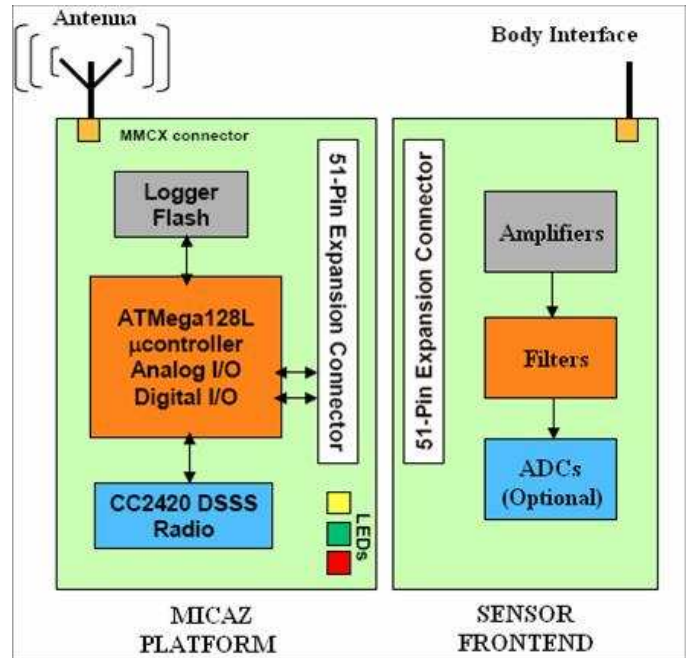 Antenna
Body Interface
MMCX connector
Logger
Flash
ATMega128L
μcontroller
Analog I/O
Digital I/O
CC2420 DSSS
Radio
51-Pin Expansion Connector
LEDs
51-Pin Expansion Connector
Amplifiers
Filters
ADCs
(Optional)
MICAZ
PLATFORM
SENSOR
FRONTEND